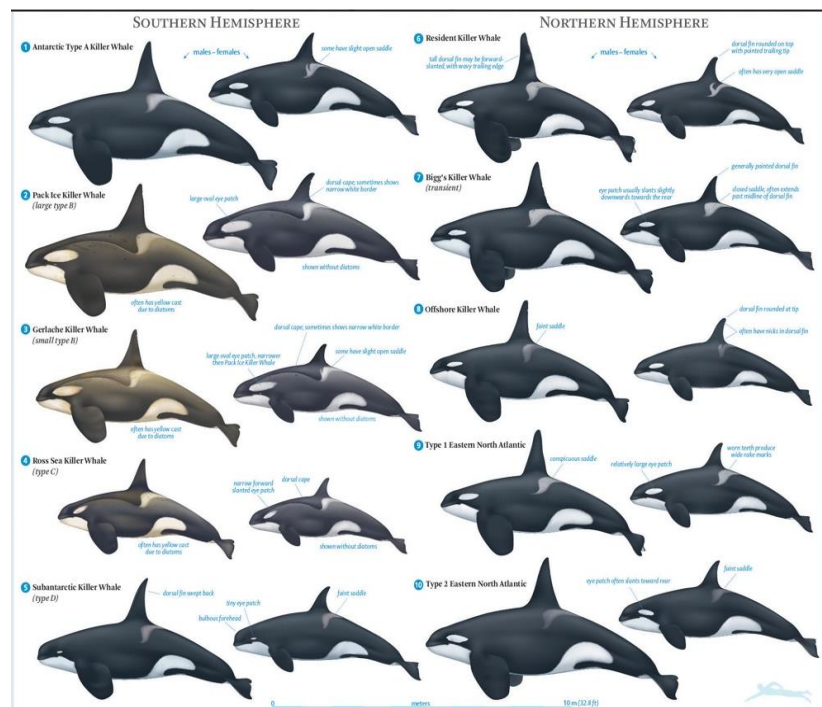 SOUTHERN HEMISPHERE
1 Antarctic Type A Killer Whale
males – females
some have slight open saddle
2 Pack Ice Killer Whale
(large type B)
large oval eye patch
dorsal cape; sometimes shows
narrow white border
often has yellow cast
due to diatoms
shown without diatoms
3 Gerlache Killer Whale
(small type B)
dorsal cape, sometimes shows narrow white border
large oval eye patch, narrower
then Pack Ice Killer Whale
some have slight open saddle
often has yellow cast
due to diatoms
shown without diatoms
4 Ross Sea Killer Whale
(type C)
narrow forward
slanted eye patch
dorsal cape
often has yellow cast
due to diatoms
shown without diatoms
5 Subantarctic Killer Whale
(type D)
dorsal fin swept back
tiny eye patch
bulbous forehead
faint saddle
NORTHERN HEMISPHERE
6 Resident Killer Whale
tall dorsal fin may be forward-
slanted, with wavy trailing edge
males – females
dorsal fin rounded on top
with pointed trailing tip
often has very open saddle
7 Bigg's Killer Whale
(transient)
eye patch usually slants slightly
downwards towards the rear
generally pointed dorsal fin
closed saddle, often extends
past midline of dorsal fin
8 Offshore Killer Whale
faint saddle
dorsal fin rounded at tip
often have nicks in dorsal fin
9 Type 1 Eastern North Atlantic
conspicuous saddle
relatively large eye patch
worn teeth produce
wide rake marks
10 Type 2 Eastern North Atlantic
eye patch often slants toward rear
faint saddle
0 meters 10 m (32.8 ft)